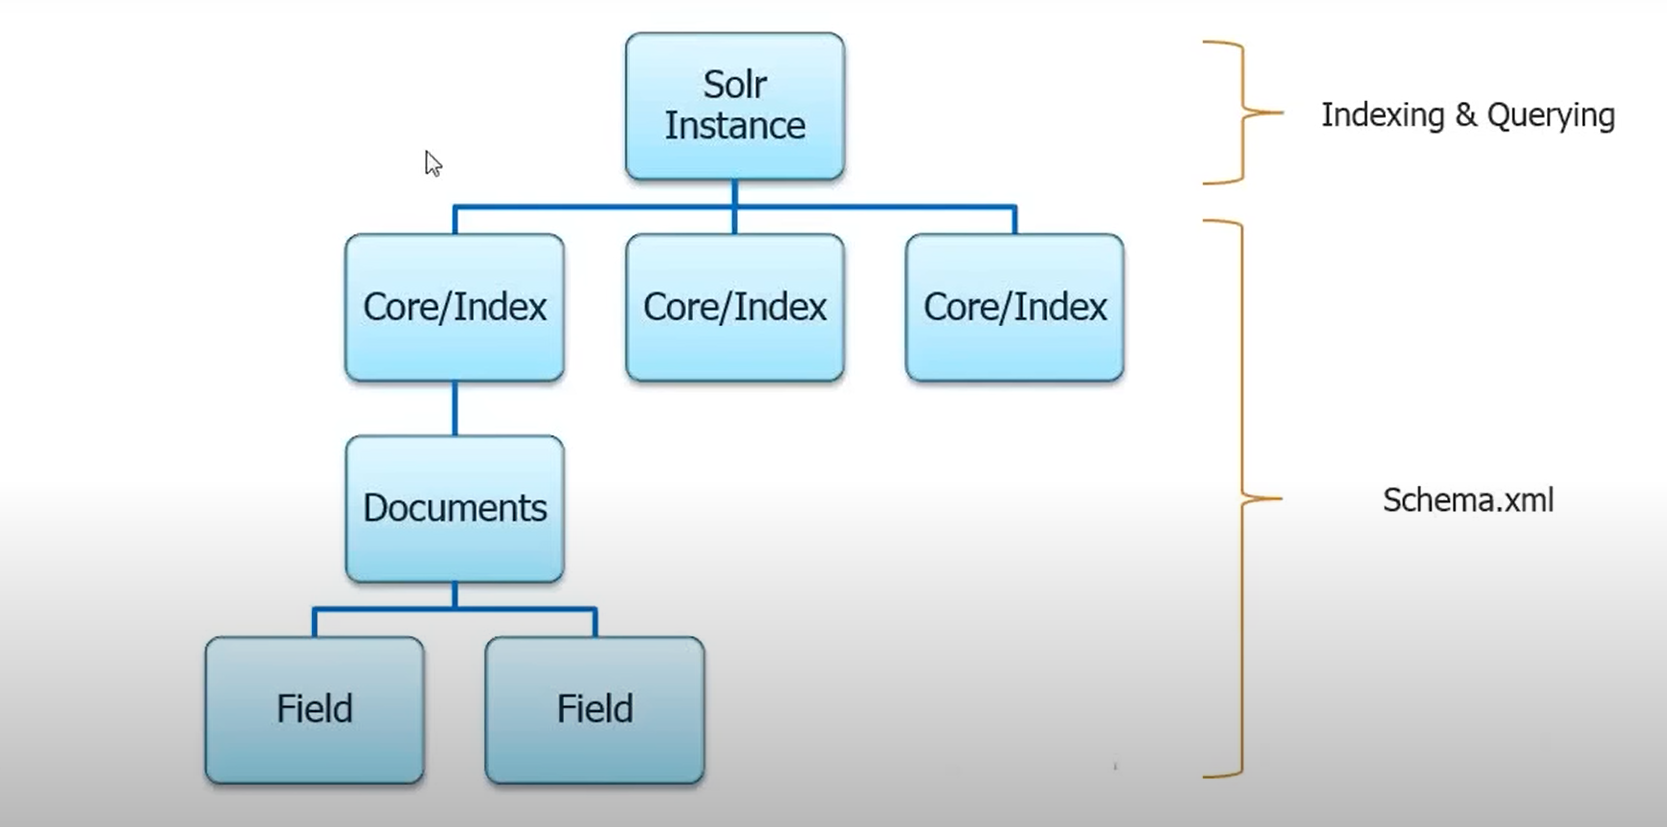 Solr
Instance
Indexing & Querying
Core/Index
Core/Index
Core/Index
Documents
Schema.xml
Field
Field